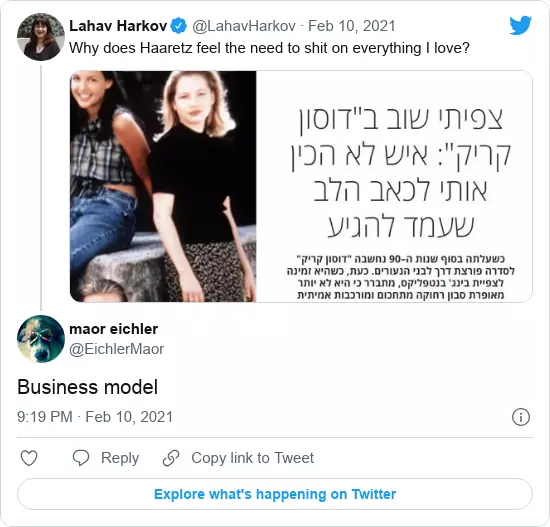 Lahav Harkov @LahavHarkov · Feb 10, 2021
Why does Haaretz feel the need to shit on everything I love?
צפיתי שוב ב"דוסון
קריק": איש לא הכין
אותי לכאב הלב
שעמד להגיע
כשעלתה בסוף שנות ה-90 נחשבה "דוסון קריק"
לסדרה פורצת דרך לבני הנעורים. כעת, כשהיא זמינה
לצפיית בינג' בנטפליקס, מתברר כי היא לא יותר
מאופרת סבון רחוקה מתחכום ומורכבות אמיתית
maor eichler
@EichlerMaor
Business model
9:19 PM · Feb 10, 2021
Reply
Copy link to Tweet
Explore what's happening on Twitter